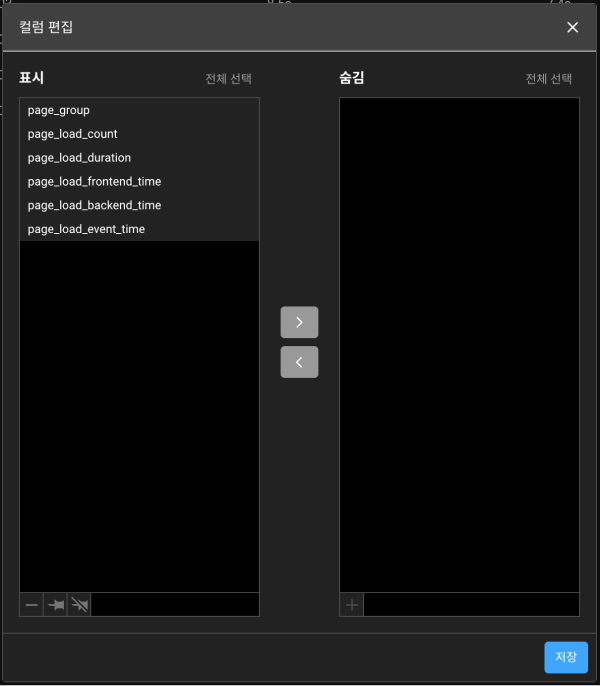 컬럼 편집
표시
전체 선택
page_group
page_load_count
page_load_duration
page_load_frontend_time
page_load_backend_time
page_load_event_time
숨김
전체 선택
저장